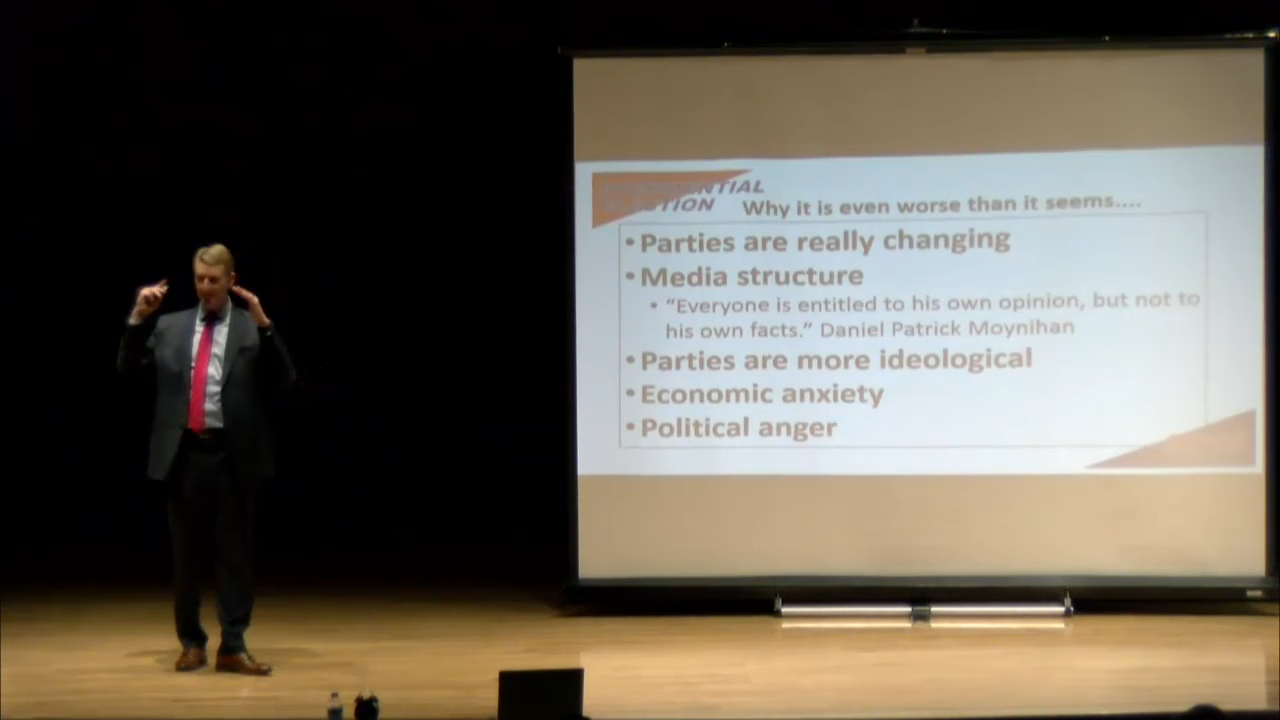 PRESIDENTIAL
ELECTION
Why it is even worse than it seems....
• Parties are really changing
• Media structure
• “Everyone is entitled to his own opinion, but not to
his own facts.” Daniel Patrick Moynihan
• Parties are more ideological
• Economic anxiety
• Political anger